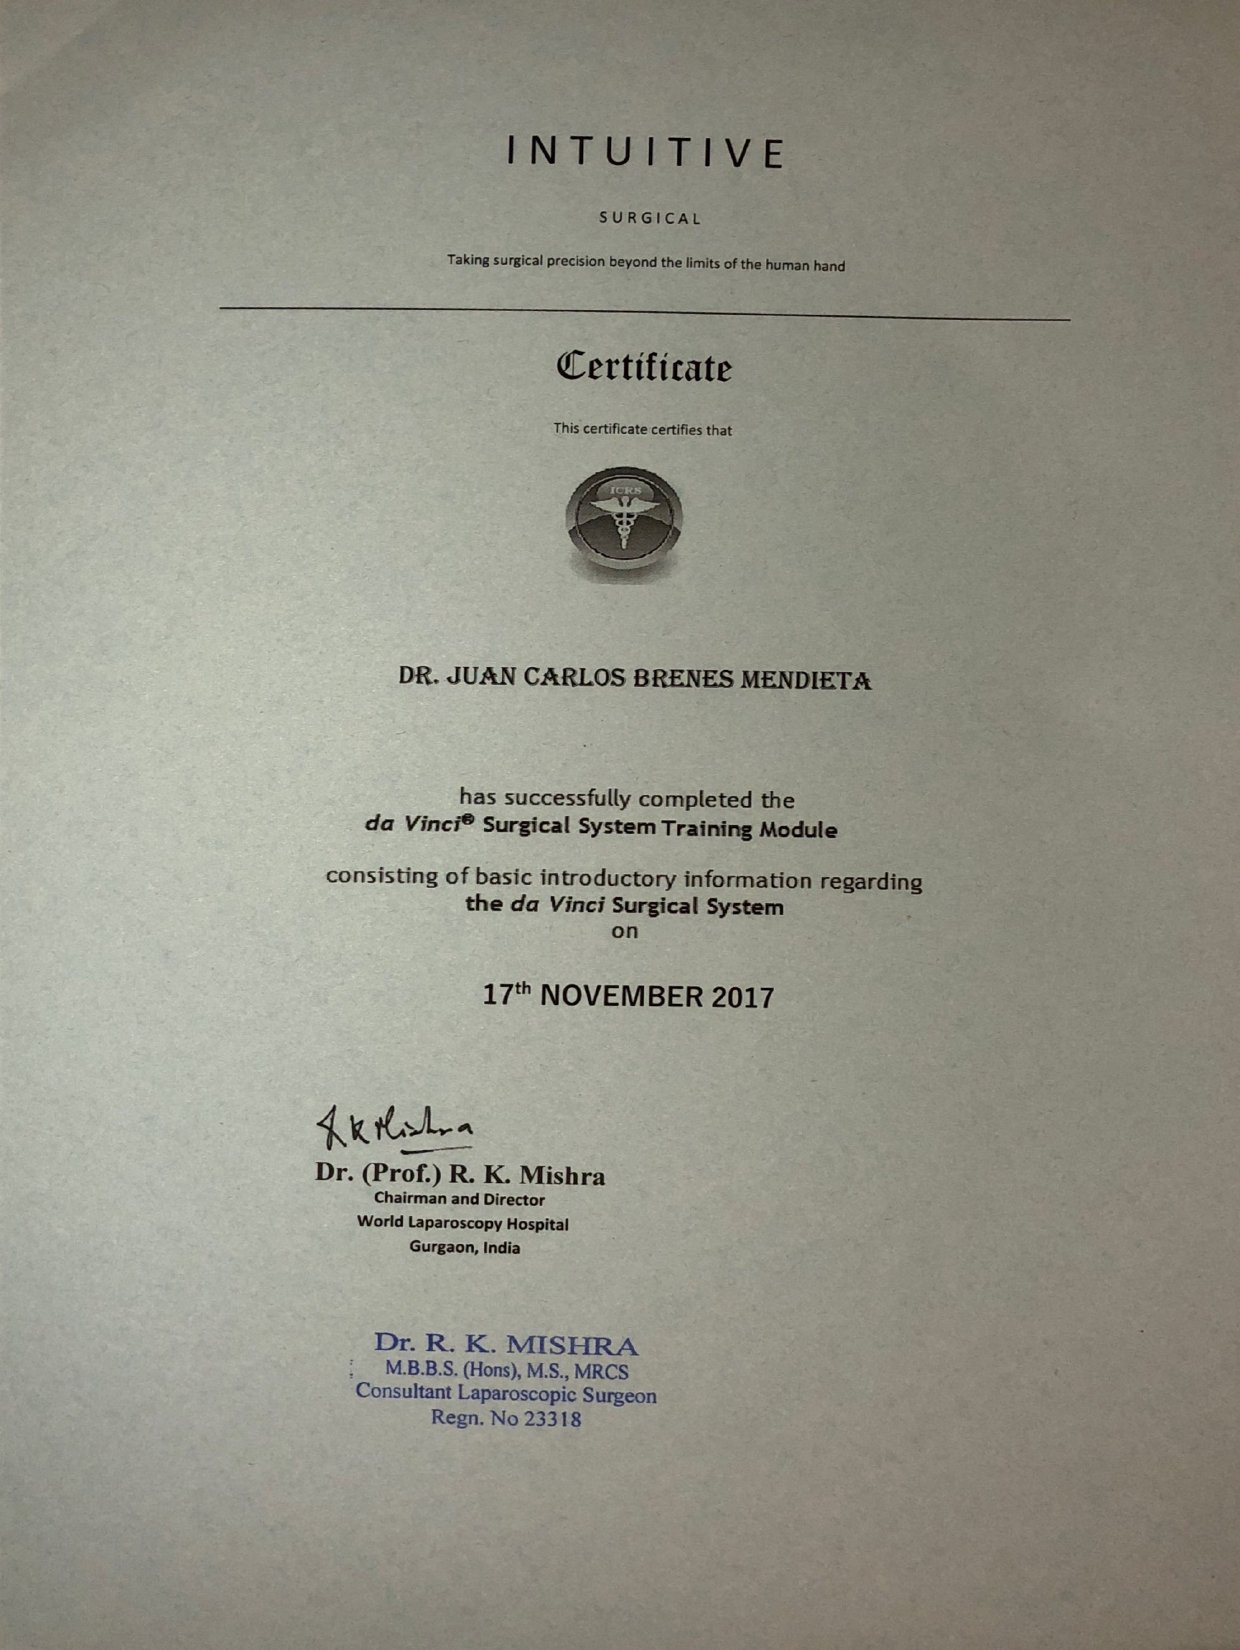 INTUITIVE
SURGICAL
Taking surgical precision beyond the limits of the human hand
Certificate
This certificate certifies that
ICRS
DR. JUAN CARLOS BRENES MENDIETA
has successfully completed the
da Vinci® Surgical System Training Module
consisting of basic introductory information regarding
the da Vinci Surgical System
on
17th NOVEMBER 2017
R K Mishra
Dr. (Prof.) R. K. Mishra
Chairman and Director
World Laparoscopy Hospital
Gurgaon, India
Dr. R. K. MISHRA
M.B.B.S. (Hons), M.S., MRCS
Consultant Laparoscopic Surgeon
Regn. No 23318